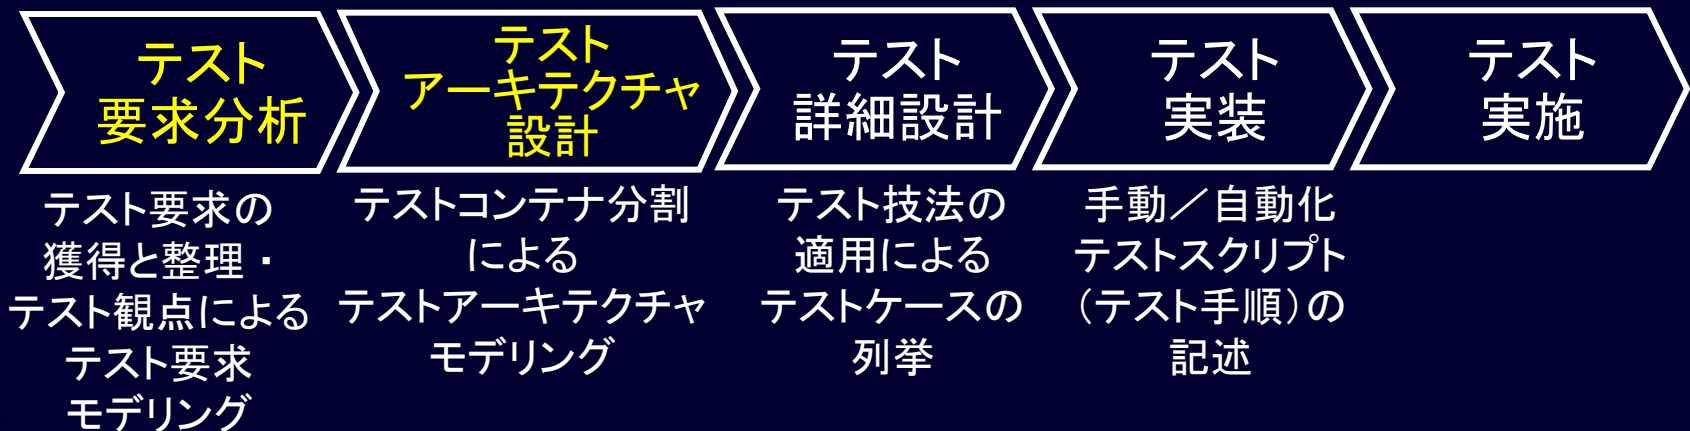 テスト
要求分析
テスト
アーキテクチャ
設計
テスト
詳細設計
テスト
実装
テスト
実施
テスト要求の
獲得と整理・
テスト観点による
テスト要求
モデリング
テストコンテナ分割
による
テストアーキテクチャ
モデリング
テスト技法の
適用による
テストケースの
列挙
手動／自動化
テストスクリプト
（テスト手順）の
記述